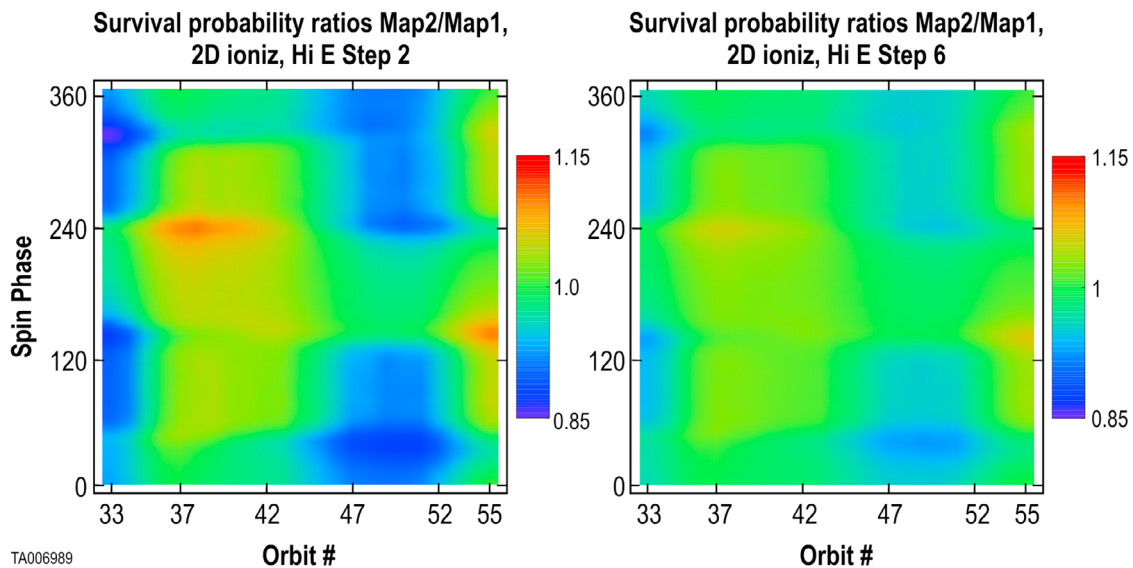 Survival probability ratios Map2/Map1,
2D ioniz, Hi E Step 2
Survival probability ratios Map2/Map1,
2D ioniz, Hi E Step 6
Spin Phase
360
240
120
0
33 37 42 47 52 55
Orbit #
1.15
1.0
0.85
360
240
120
0
33 37 42 47 52 55
Orbit #
1.15
1
0.85
TA006989